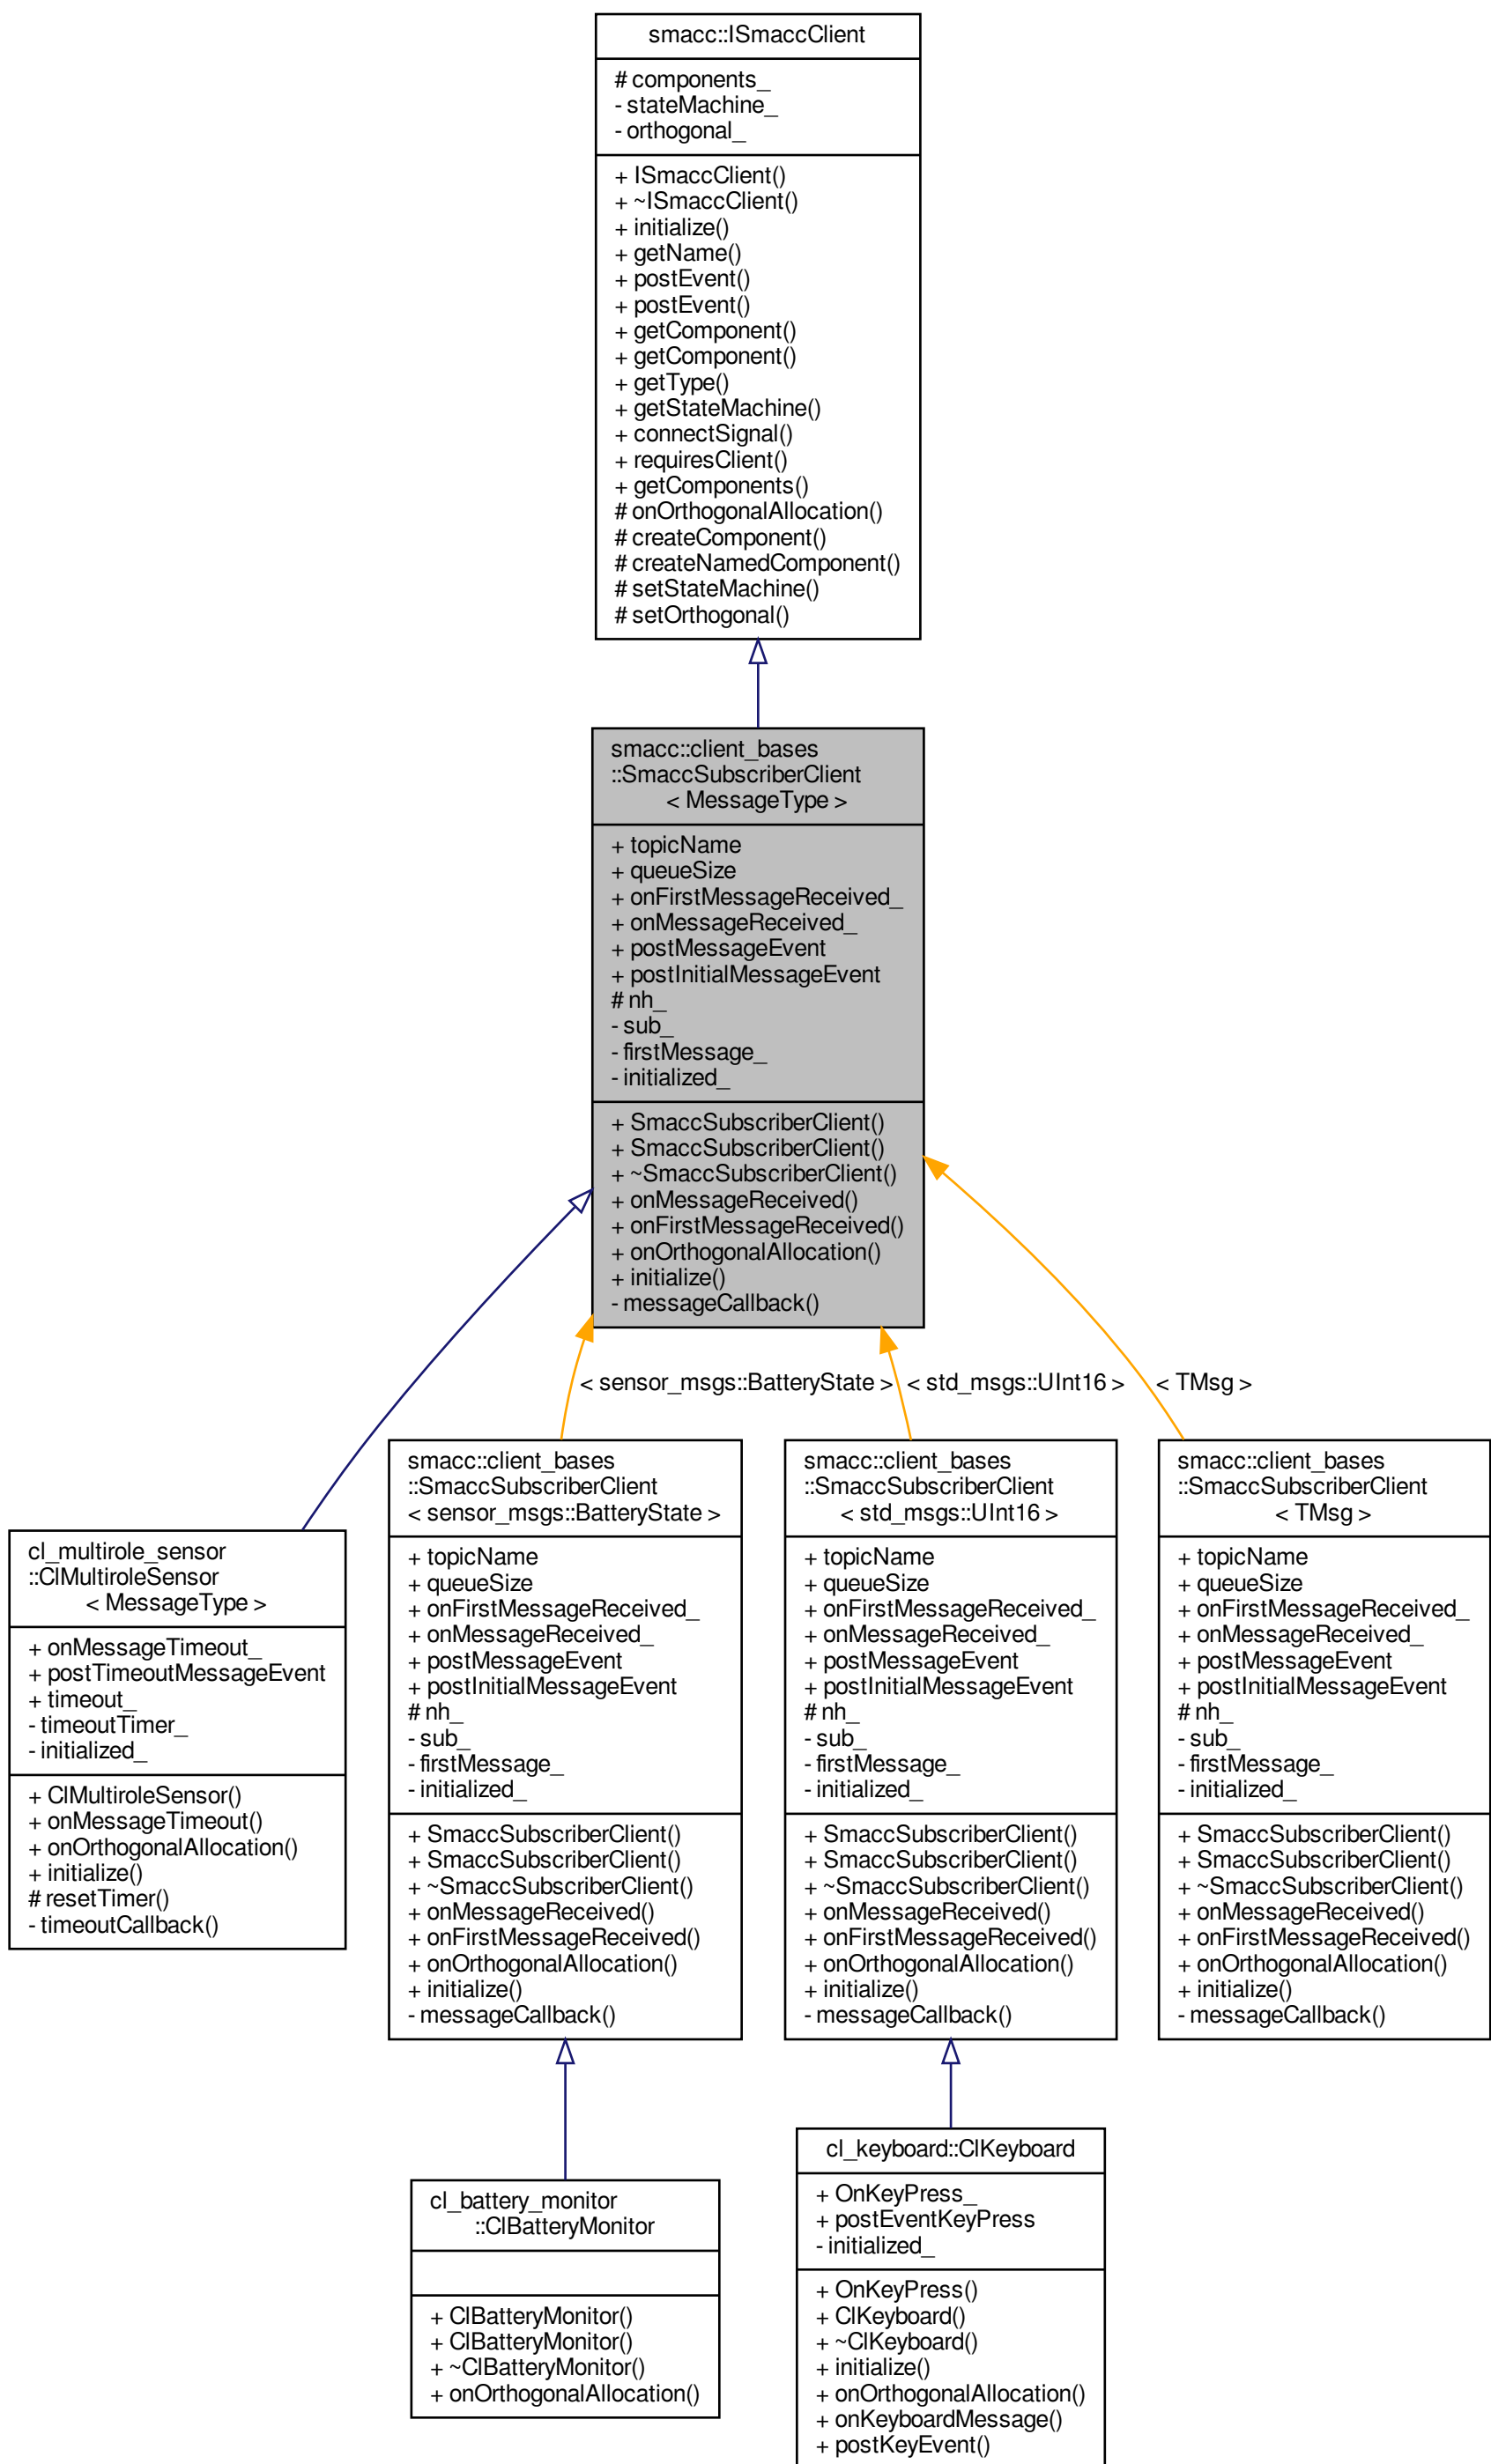 smacc::ISmaccClient
# components_
- stateMachine_
- orthogonal_
+ ISmaccClient()
+ ~ISmaccClient()
+ initialize()
+ getName()
+ postEvent()
+ postEvent()
+ getComponent()
+ getComponent()
+ getType()
+ getStateMachine()
+ connectSignal()
+ requiresClient()
+ getComponents()
# onOrthogonalAllocation()
# createComponent()
# createNamedComponent()
# setStateMachine()
# setOrthogonal()
smacc::client_bases
::SmaccSubscriberClient
< MessageType >
+ topicName
+ queueSize
+ onFirstMessageReceived_
+ onMessageReceived_
+ postMessageEvent
+ postInitialMessageEvent
# nh_
- sub_
- firstMessage_
- initialized_
+ SmaccSubscriberClient()
+ SmaccSubscriberClient()
+ ~SmaccSubscriberClient()
+ onMessageReceived()
+ onFirstMessageReceived()
+ onOrthogonalAllocation()
+ initialize()
- messageCallback()
< sensor_msgs::BatteryState >
< std_msgs::UInt16 >
< TMsg >
cl_multirole_sensor
::ClMultiroleSensor
< MessageType >
+ onMessageTimeout_
+ postTimeoutMessageEvent
+ timeout_
- timeoutTimer_
- initialized_
+ ClMultiroleSensor()
+ onMessageTimeout()
+ onOrthogonalAllocation()
+ initialize()
# resetTimer()
- timeoutCallback()
smacc::client_bases
::SmaccSubscriberClient
< sensor_msgs::BatteryState >
+ topicName
+ queueSize
+ onFirstMessageReceived_
+ onMessageReceived_
+ postMessageEvent
+ postInitialMessageEvent
# nh_
- sub_
- firstMessage_
- initialized_
+ SmaccSubscriberClient()
+ SmaccSubscriberClient()
+ ~SmaccSubscriberClient()
+ onMessageReceived()
+ onFirstMessageReceived()
+ onOrthogonalAllocation()
+ initialize()
- messageCallback()
smacc::client_bases
::SmaccSubscriberClient
< std_msgs::UInt16 >
+ topicName
+ queueSize
+ onFirstMessageReceived_
+ onMessageReceived_
+ postMessageEvent
+ postInitialMessageEvent
# nh_
- sub_
- firstMessage_
- initialized_
+ SmaccSubscriberClient()
+ SmaccSubscriberClient()
+ ~SmaccSubscriberClient()
+ onMessageReceived()
+ onFirstMessageReceived()
+ onOrthogonalAllocation()
+ initialize()
- messageCallback()
smacc::client_bases
::SmaccSubscriberClient
< TMsg >
+ topicName
+ queueSize
+ onFirstMessageReceived_
+ onMessageReceived_
+ postMessageEvent
+ postInitialMessageEvent
# nh_
- sub_
- firstMessage_
- initialized_
+ SmaccSubscriberClient()
+ SmaccSubscriberClient()
+ ~SmaccSubscriberClient()
+ onMessageReceived()
+ onFirstMessageReceived()
+ onOrthogonalAllocation()
+ initialize()
- messageCallback()
cl_battery_monitor
::ClBatteryMonitor
+ ClBatteryMonitor()
+ ClBatteryMonitor()
+ ~ClBatteryMonitor()
+ onOrthogonalAllocation()
cl_keyboard::ClKeyboard
+ OnKeyPress_
+ postEventKeyPress
- initialized_
+ OnKeyPress()
+ ClKeyboard()
+ ~ClKeyboard()
+ initialize()
+ onOrthogonalAllocation()
+ onKeyboardMessage()
+ postKeyEvent()